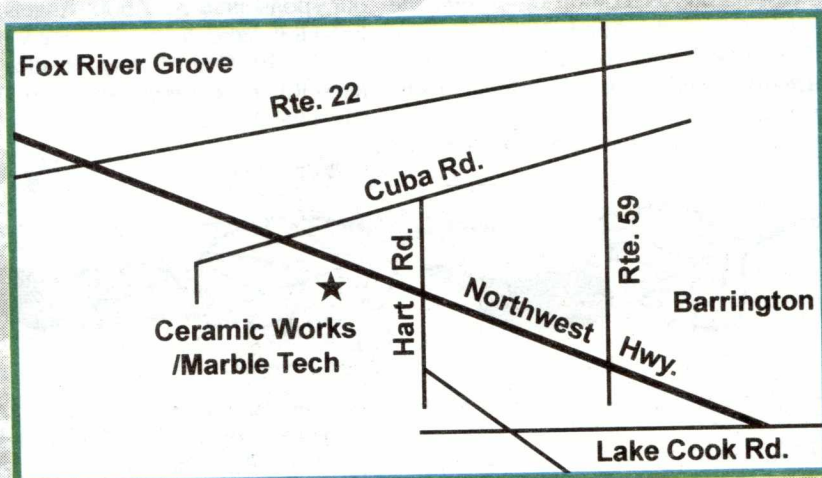 Fox River Grove
Rte. 22
Cuba Rd.
Hart Rd.
Rte. 59
Northwest Hwy.
Barrington
Ceramic Works
/Marble Tech
Lake Cook Rd.